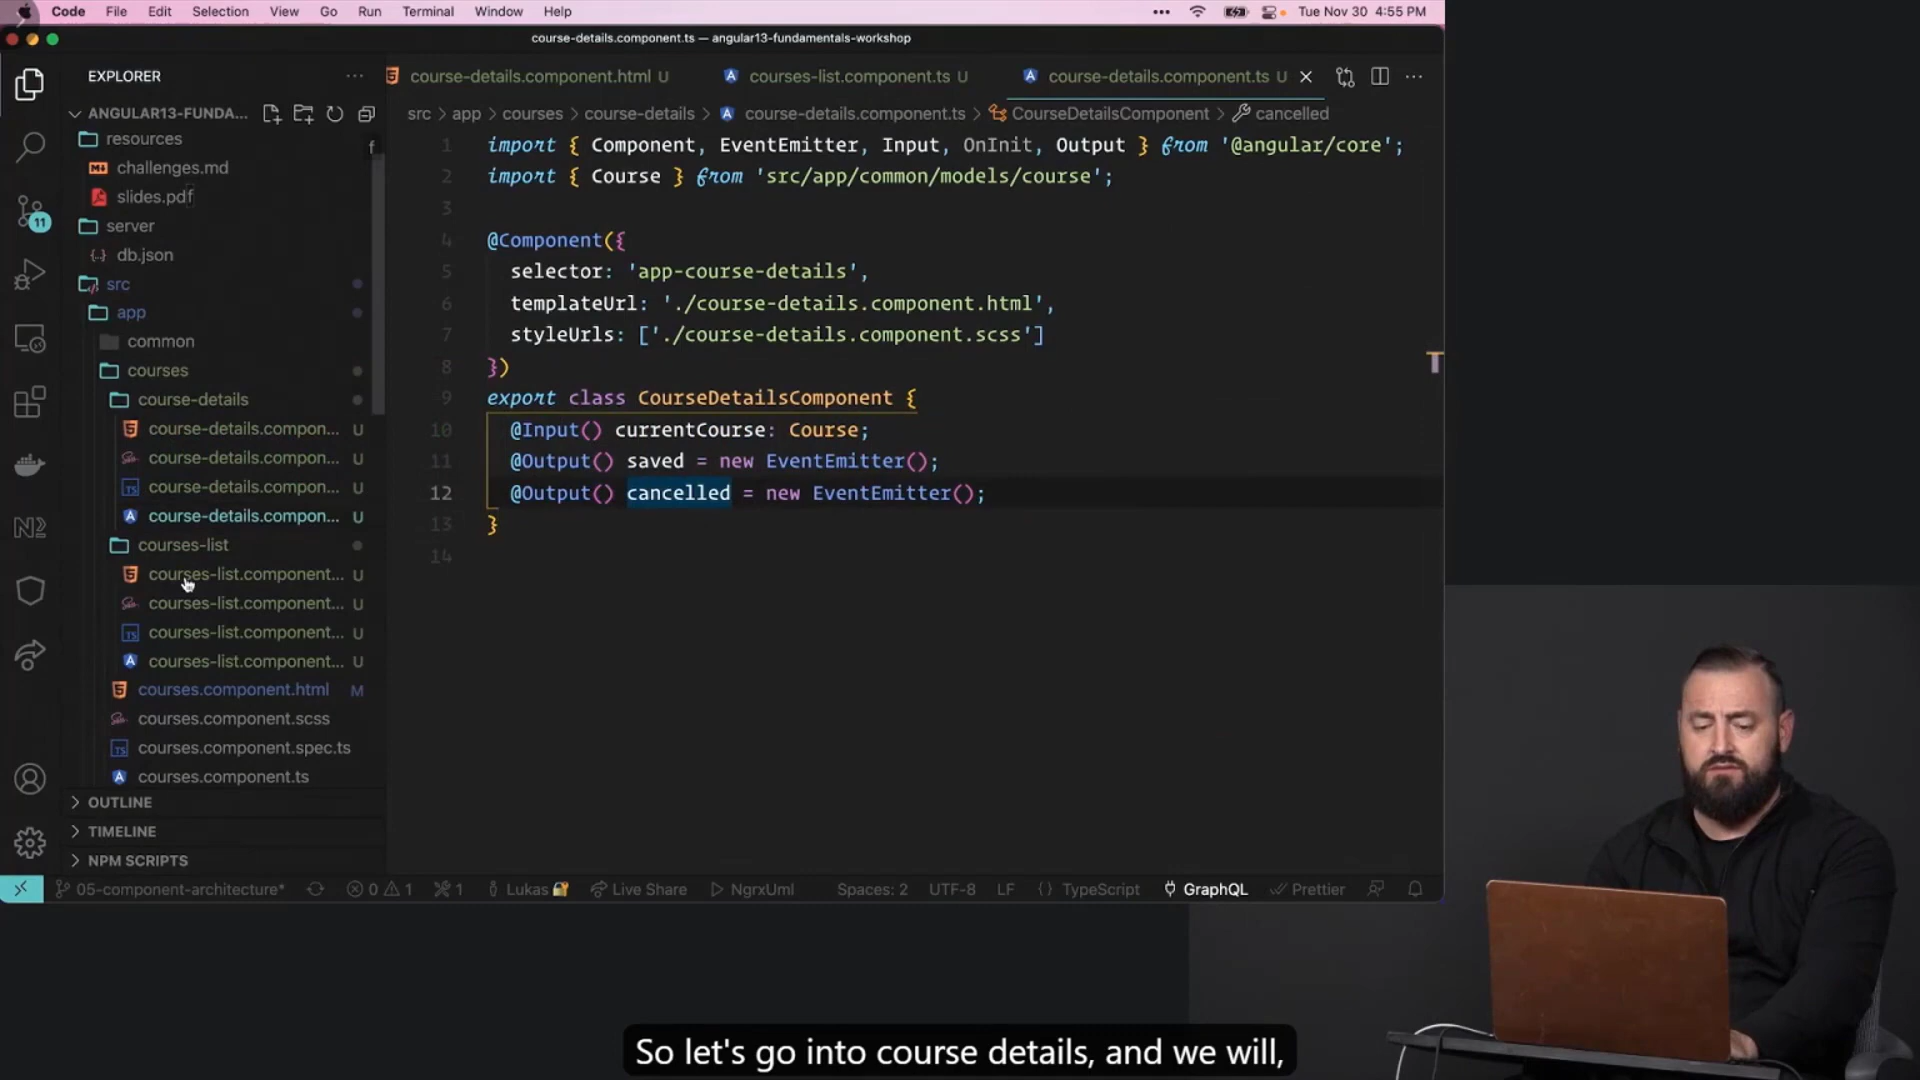 Code File Edit Selection View Go Run Terminal Window Help Tue Nov 30 4:55 PM
course-details.component.ts — angular13-fundamentals-workshop
EXPLORER
ANGULAR13-FUNDA...
resources
challenges.md
slides.pdf
server
db.json
src
app
common
courses
course-details
course-details.compon... U
course-details.compon... U
course-details.compon... U
course-details.compon... U
courses-list
courses-list.component... U
courses-list.component... U
courses-list.component... U
courses-list.component... U
courses.component.html M
courses.component.scss
courses.component.spec.ts
courses.component.ts
OUTLINE
TIMELINE
NPM SCRIPTS
11
course-details.component.html U courses-list.component.ts U course-details.component.ts U
src > app > courses > course-details > course-details.component.ts > CourseDetailsComponent > cancelled
1 import { Component, EventEmitter, Input, OnInit, Output } from '@angular/core';
2 import { Course } from 'src/app/common/models/course';
3
4 @Component({
5 selector: 'app-course-details',
6 templateUrl: './course-details.component.html',
7 styleUrls: ['./course-details.component.scss']
8 })
9 export class CourseDetailsComponent {
10 @Input() currentCourse: Course;
11 @Output() saved = new EventEmitter();
12 @Output() cancelled = new EventEmitter();
13 }
14
05-component-architecture* 0 1 1 Lukas Live Share NgrxUml Spaces: 2 UTF-8 LF {} TypeScript GraphQL Prettier
So let's go into course details, and we will,